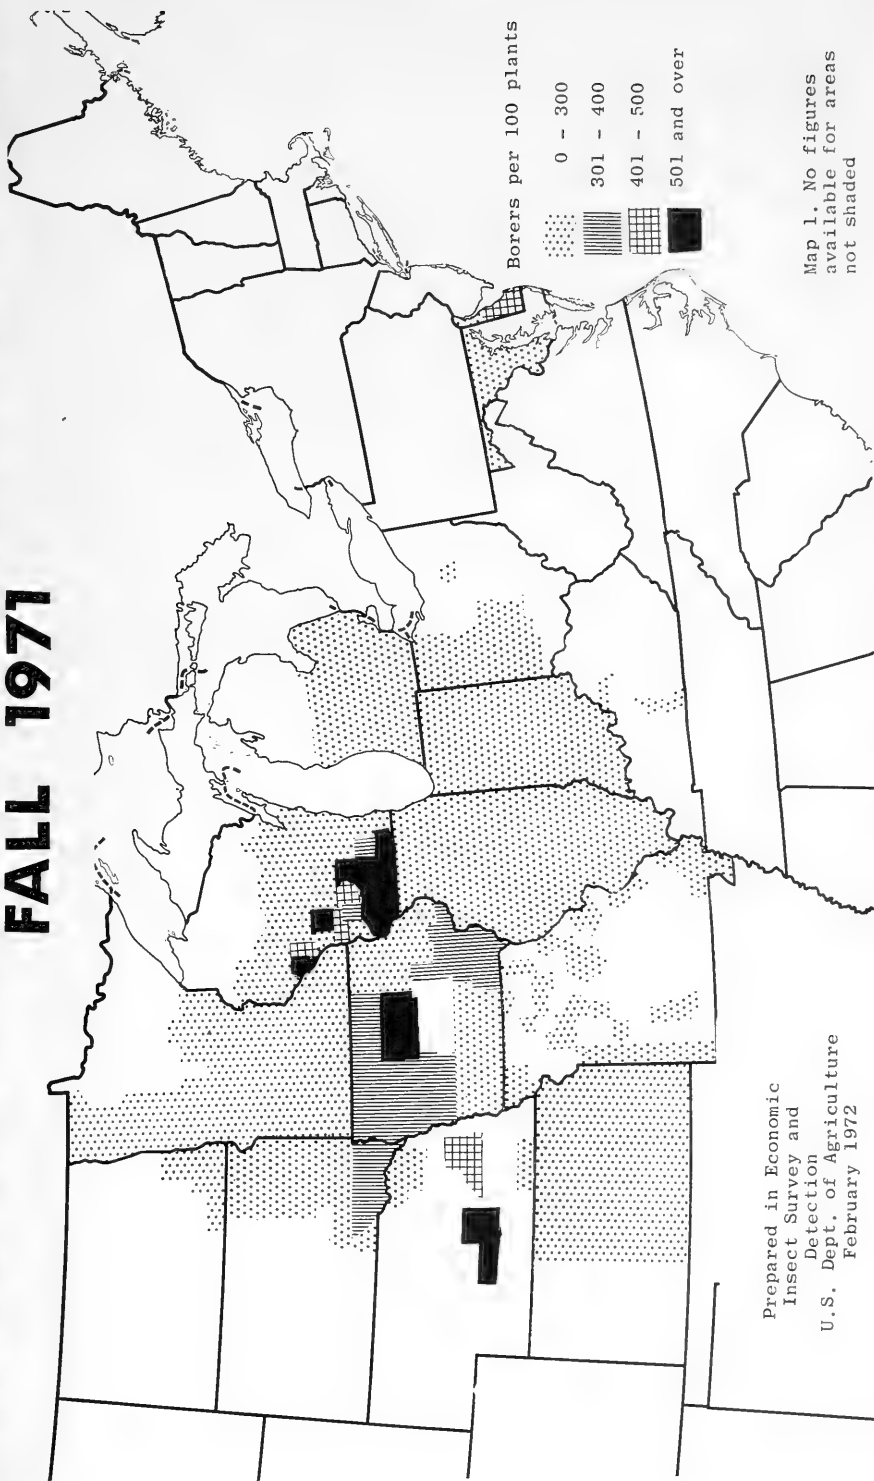 FALL 1971
Borers per 100 plants
0 - 300
301 - 400
401 - 500
501 and over
Map 1. No figures
available for areas
not shaded
Prepared in Economic
Insect Survey and
Detection
U.S. Dept. of Agriculture
February 1972